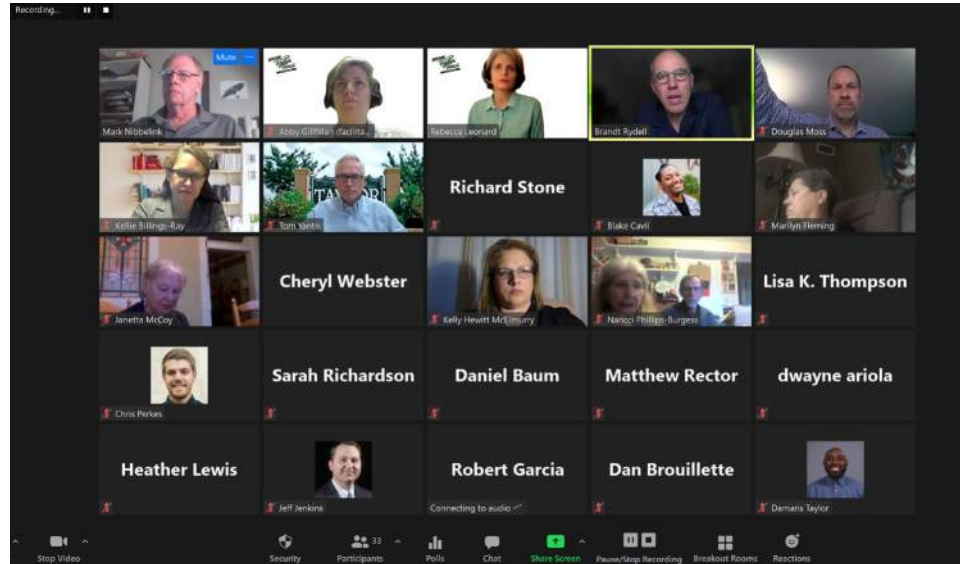 Recording...
Mute ...
Mark Nibbelink
Abby Gillfillan (facilita...
Rebecca Leonard
Brandt Rydell
Douglas Moss
TAYLOR
Kellie Billings-Ray
Tom Yantis
Richard Stone
Blake Cavil
Marilyn Fleming
Janetta McCoy
Cheryl Webster
Kelly Hewitt McElmurry
Nancci Phillips-Burgess
Lisa K. Thompson
Chris Perkes
Sarah Richardson
Daniel Baum
Matthew Rector
dwayne ariola
Heather Lewis
Jeff Jenkins
Robert Garcia
Connecting to audio
Dan Brouillette
Damaris Taylor
Stop Video
Security
Participants
33
Polls
Chat
Share Screen
Pause/Stop Recording
Breakout Rooms
Reactions